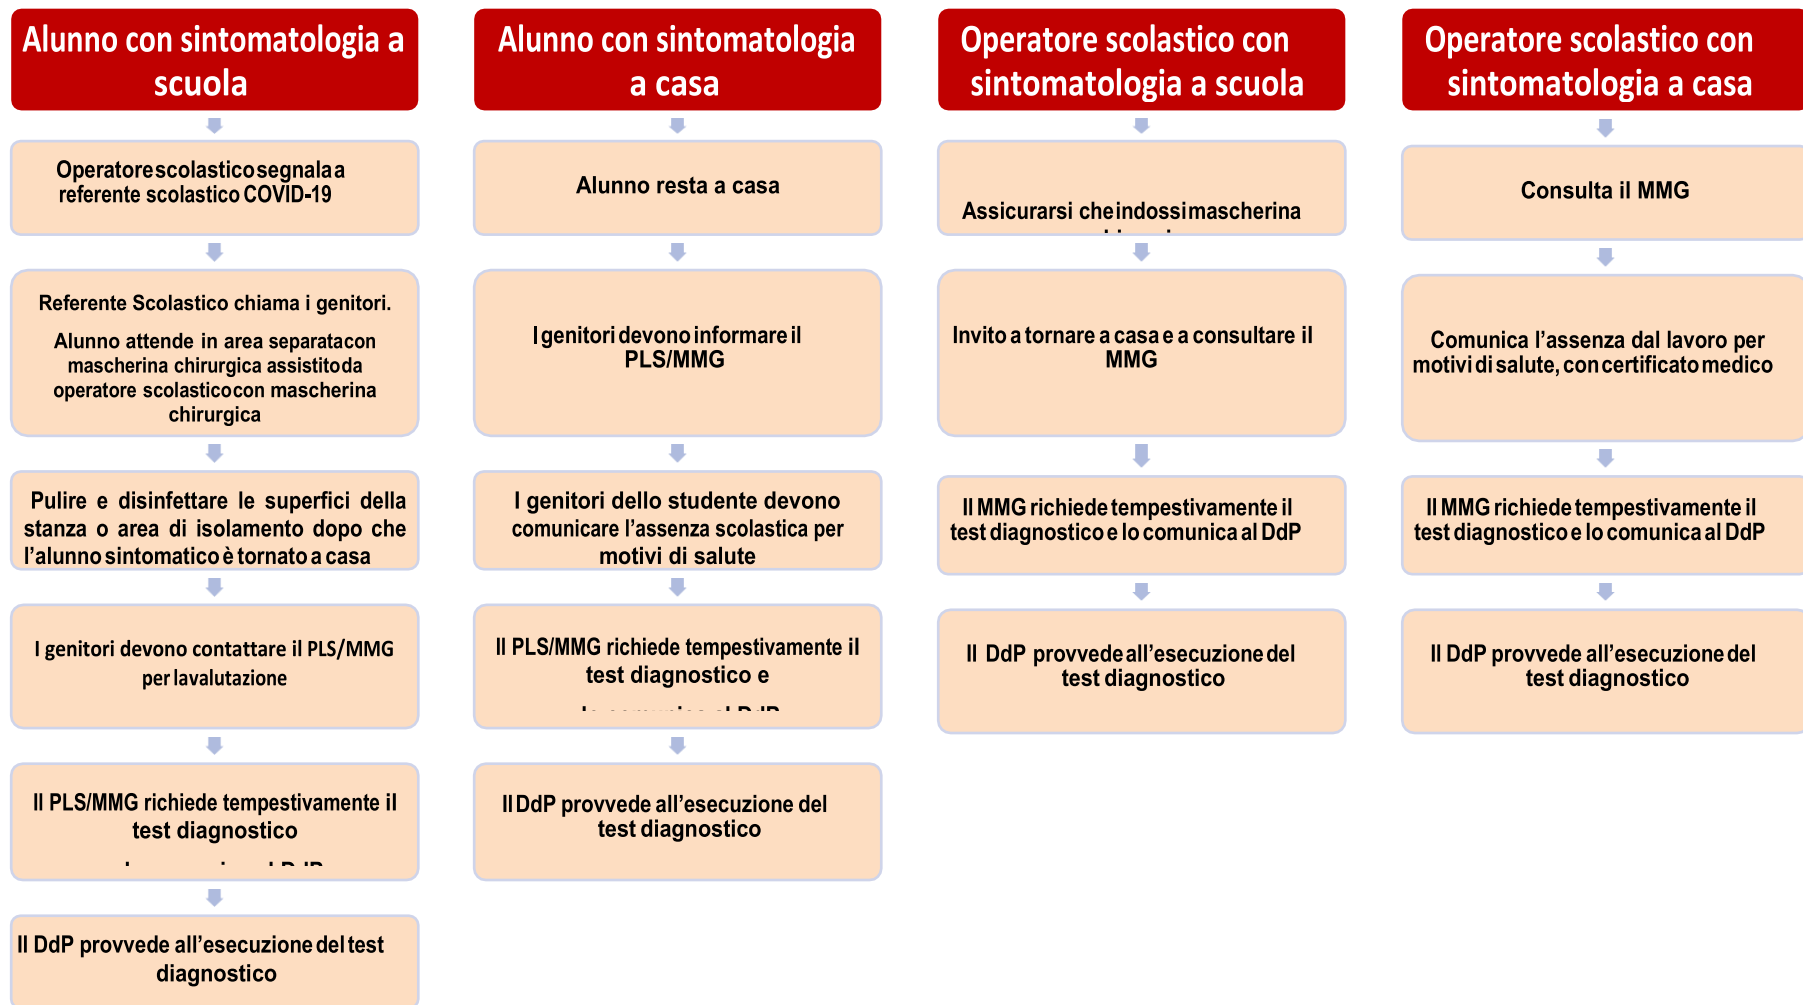 Alunno con sintomatologia a
scuola
Operatore scolastico segnala a
referente scolastico COVID-19
Referente Scolastico chiama i genitori.
Alunno attende in area separata con
mascherina chirurgica assistito da
operatore scolastico con mascherina
chirurgica
Pulire e disinfettare le superfici della
stanza o area di isolamento dopo che
l’alunno sintomatico è tornato a casa
I genitori devono contattare il PLS/MMG
per lavalutazione
Il PLS/MMG richiede tempestivamente il
test diagnostico
Il DdP provvede all’esecuzione del test
diagnostico
Alunno con sintomatologia
a casa
Alunno resta a casa
I genitori devono informare il
PLS/MMG
I genitori dello studente devono
comunicare l’assenza scolastica per
motivi di salute
Il PLS/MMG richiede tempestivamente il
test diagnostico e
Il DdP provvede all’esecuzione del
test diagnostico
Operatore scolastico con
sintomatologia a scuola
Assicurarsi che indossi mascherina
Invito a tornare a casa e a consultare il
MMG
Il MMG richiede tempestivamente il
test diagnostico e lo comunica al DdP
Il DdP provvede all’esecuzione del
test diagnostico
Operatore scolastico con
sintomatologia a casa
Consulta il MMG
Comunica l’assenza dal lavoro per
motivi di salute, con certificato medico
Il MMG richiede tempestivamente il
test diagnostico e lo comunica al DdP
Il DdP provvede all’esecuzione del
test diagnostico